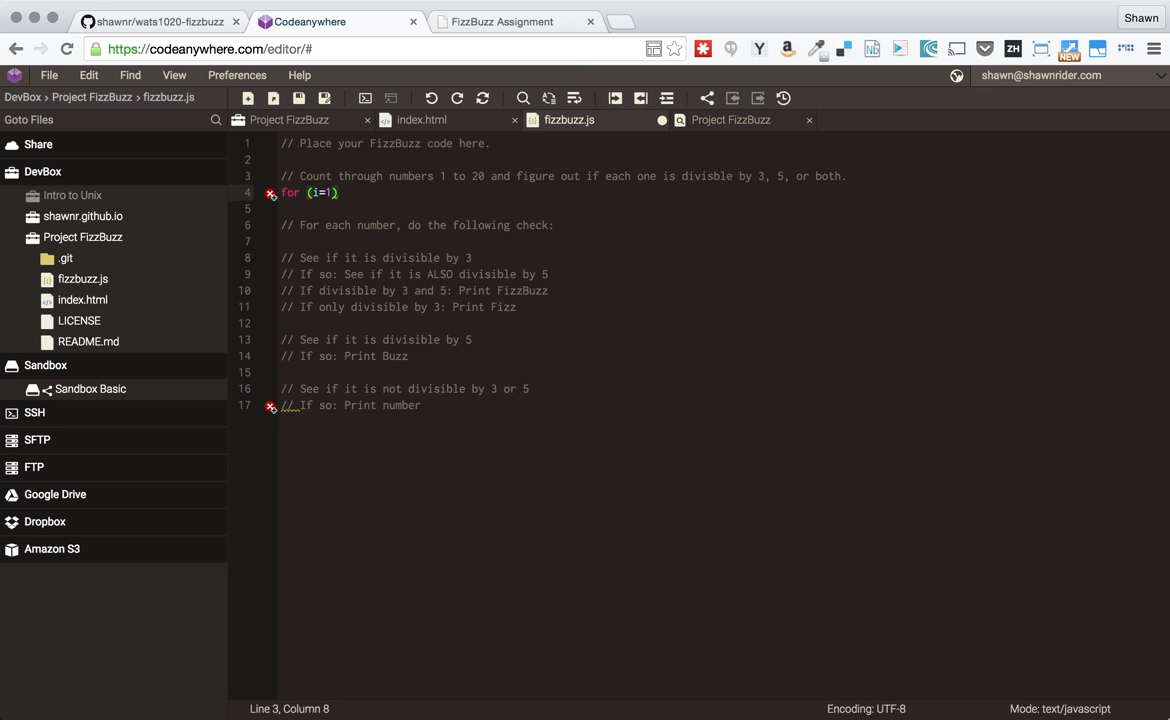 shawnr/wats1020-fizzbuzz
Codeanywhere
FizzBuzz Assignment
Shawn
https://codeanywhere.com/editor/#
Y
a
Nb
ZH
NEW
File Edit Find View Preferences Help
shawn@shawnrider.com
DevBox > Project FizzBuzz > fizzbuzz.js
Goto Files
Project FizzBuzz
index.html
fizzbuzz.js
Project FizzBuzz
Share
DevBox
Intro to Unix
shawnr.github.io
Project FizzBuzz
.git
fizzbuzz.js
index.html
LICENSE
README.md
Sandbox
Sandbox Basic
SSH
SFTP
FTP
Google Drive
Dropbox
Amazon S3
1 // Place your FizzBuzz code here.
2
3 // Count through numbers 1 to 20 and figure out if each one is divisble by 3, 5, or both.
4 for (i=1)
5
6 // For each number, do the following check:
7
8 // See if it is divisible by 3
9 // If so: See if it is ALSO divisible by 5
10 // If divisible by 3 and 5: Print FizzBuzz
11 // If only divisible by 3: Print Fizz
12
13 // See if it is divisible by 5
14 // If so: Print Buzz
15
16 // See if it is not divisible by 3 or 5
17 // If so: Print number
Line 3, Column 8
Encoding: UTF-8
Mode: text/javascript